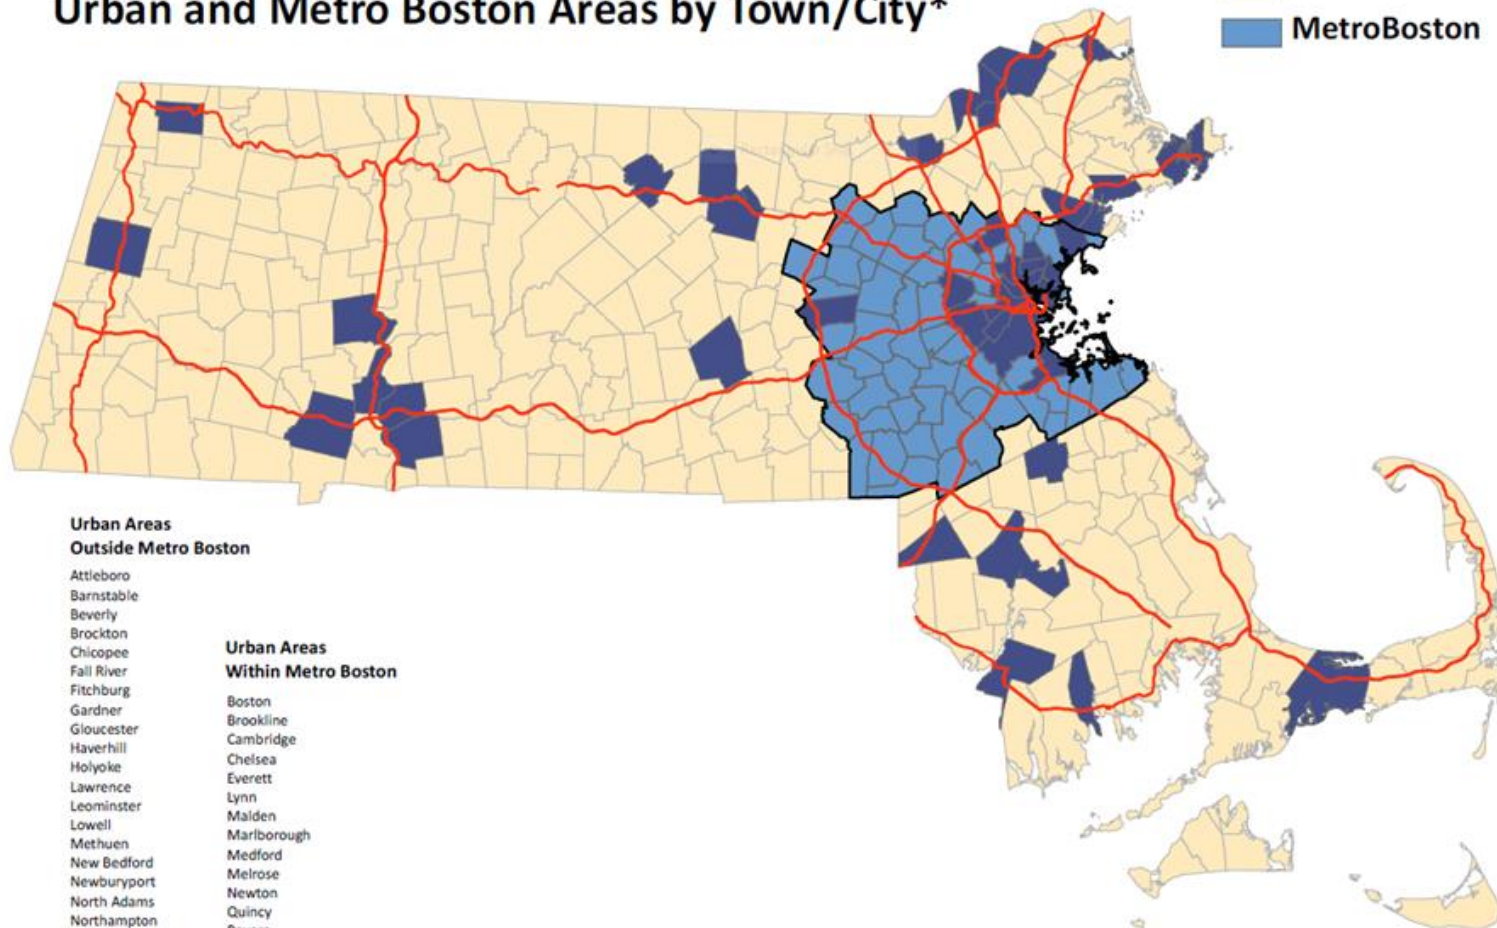 Urban and Metro Boston Areas by Town/City*
MetroBoston
Urban Areas
Outside Metro Boston
Attleboro
Barnstable
Beverly
Brockton
Chicopee
Fall River
Fitchburg
Gardner
Gloucester
Haverhill
Holyoke
Lawrence
Leominster
Lowell
Methuen
New Bedford
Newburyport
North Adams
Northampton
Urban Areas
Within Metro Boston
Boston
Brookline
Cambridge
Chelsea
Everett
Lynn
Malden
Marlborough
Medford
Melrose
Newton
Quincy